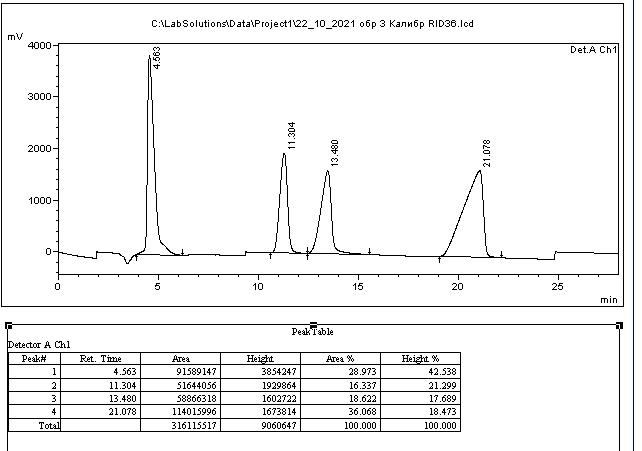 C:\LabSolutions\Data\Project1\22_10_2021 обр 3 Калибр RID36.lcd
mV
4000
Det.A Ch1
4.563
3000
2000
11.304
13.480
21.078
1000
0
0 5 10 15 20 25
min
PeakTable
Detector A Ch1
Peak# Ret. Time Area Height Area % Height %
1 4.563 91589147 3854247 28.973 42.538
2 11.304 51644056 1929864 16.337 21.299
3 13.480 58866318 1602722 18.622 17.689
4 21.078 114015996 1673814 36.068 18.473
Total 316115517 9060647 100.000 100.000